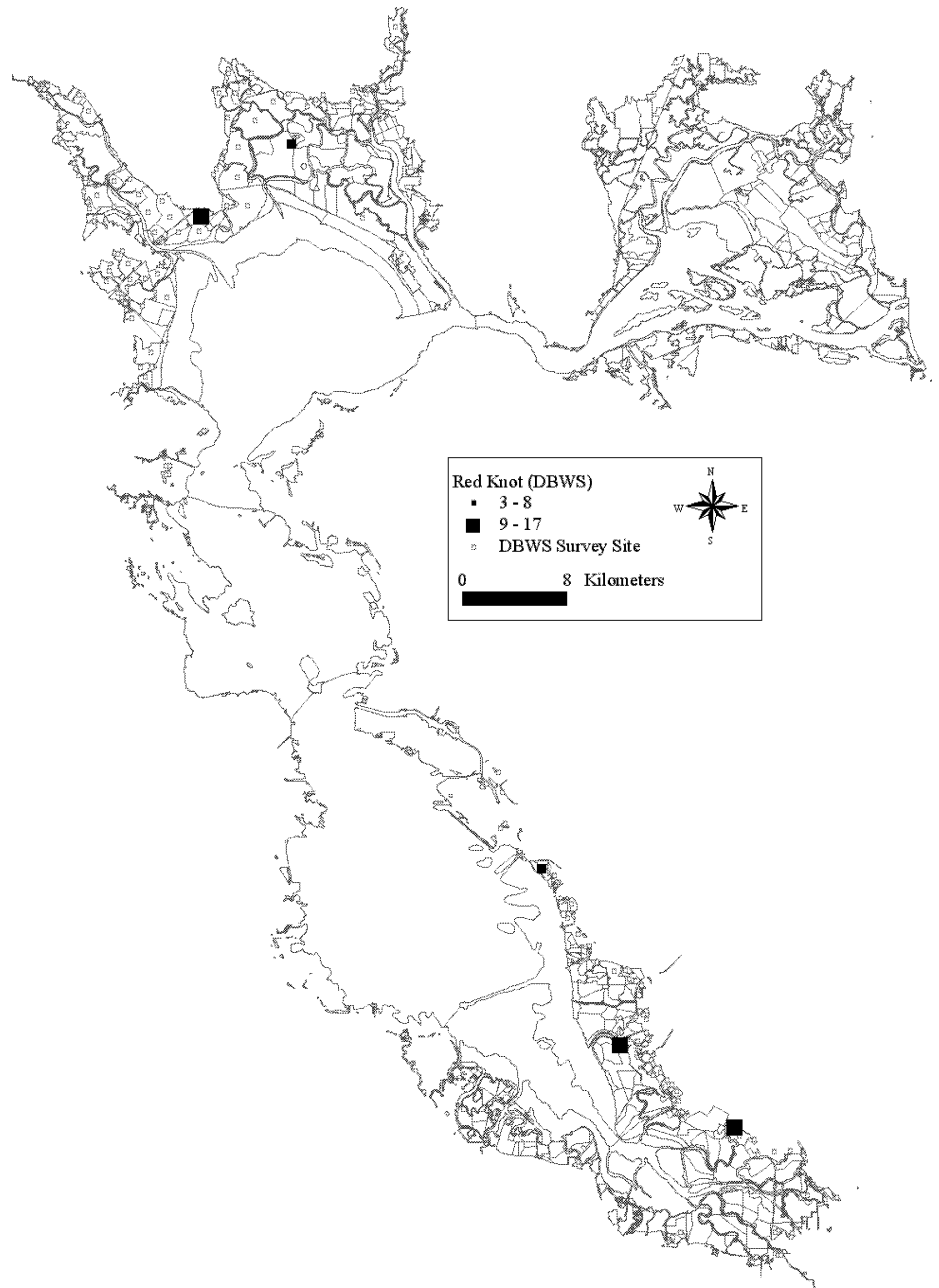 Red Knot (DBWS)
3 - 8
9 - 17
DBWS Survey Site
0 8 Kilometers
N
W E
S